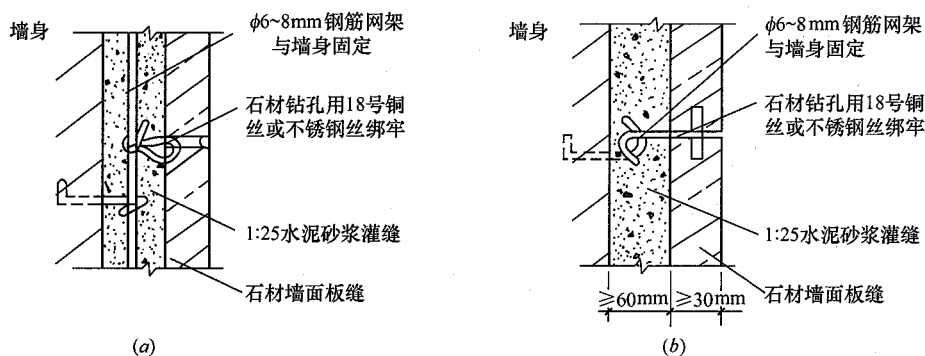 墙身
ϕ6~8mm钢筋网架
与墙身固定
石材钻孔用18号铜
丝或不锈钢丝绑牢
1:25水泥砂浆灌缝
石材墙面板缝
(a)
墙身
ϕ6~8mm钢筋网架
与墙身固定
石材钻孔用18号铜
丝或不锈钢丝绑牢
1:25水泥砂浆灌缝
石材墙面板缝
≥60mm ≥30mm
(b)